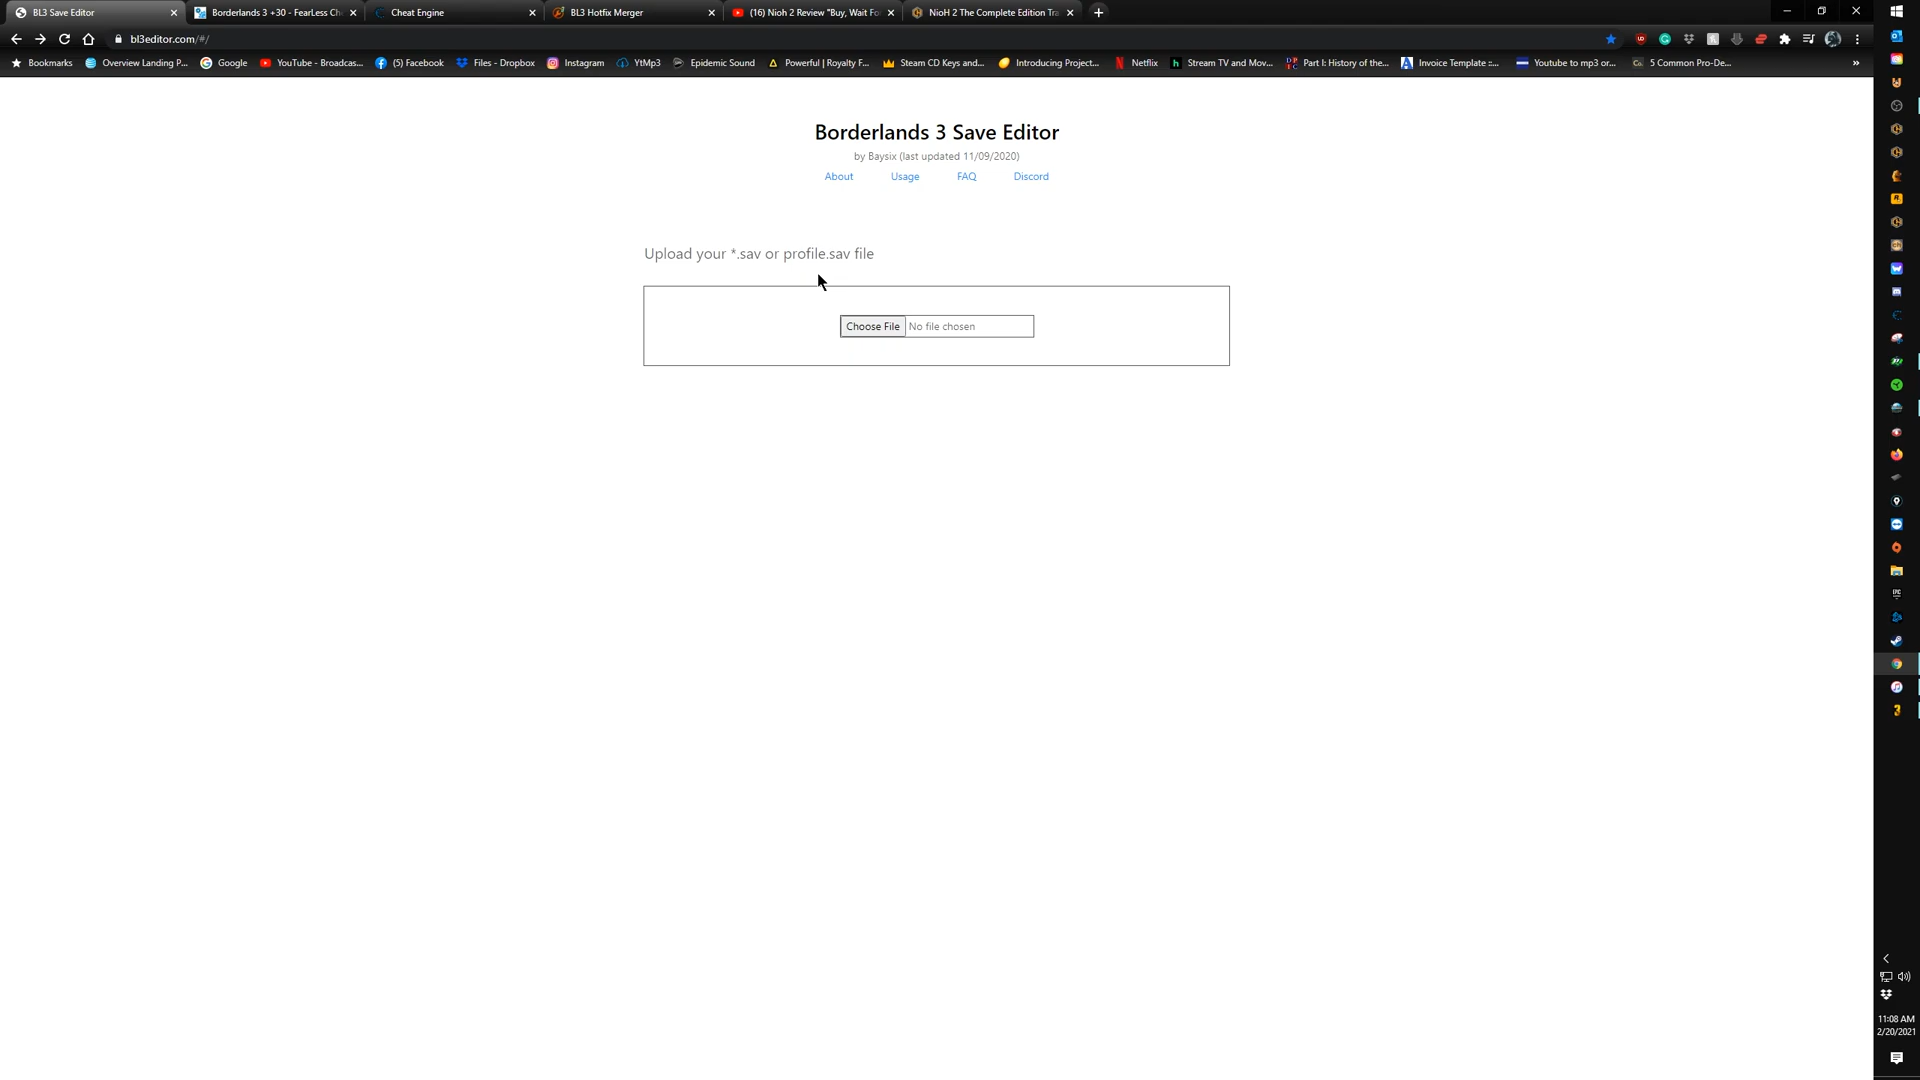 BL3 Save Editor
Borderlands 3 +30 - FearLess Ch
Cheat Engine
BL3 Hotfix Merger
(16) Nioh 2 Review "Buy, Wait Fo
NioH 2 The Complete Edition Tra
bl3editor.com/#/
Bookmarks
Overview Landing P...
Google
YouTube - Broadcas...
(5) Facebook
Files - Dropbox
Instagram
YtMp3
Epidemic Sound
Powerful | Royalty F...
Steam CD Keys and...
Introducing Project...
Netflix
Stream TV and Mov...
Part I: History of the...
Invoice Template ::...
Youtube to mp3 or...
5 Common Pro-De...
Borderlands 3 Save Editor
by Baysix (last updated 11/09/2020)
About Usage FAQ Discord
Upload your *.sav or profile.sav file
Choose File No file chosen
11:08 AM
2/20/2021